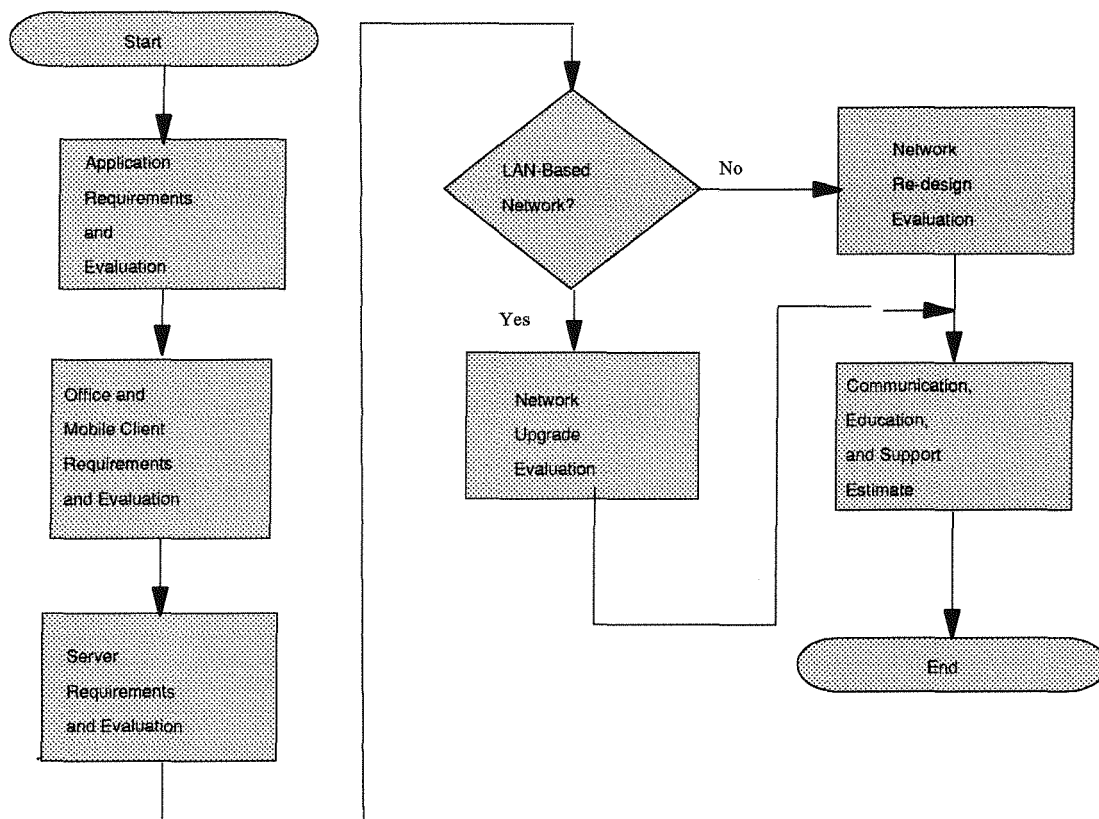 Start
Application
Requirements
and
Evaluation
Office and
Mobile Client
Requirements
and Evaluation
Server
Requirements
and Evaluation
LAN-Based
Network?
No
Yes
Network
Upgrade
Evaluation
Network
Re-design
Evaluation
Communication,
Education,
and Support
Estimate
End